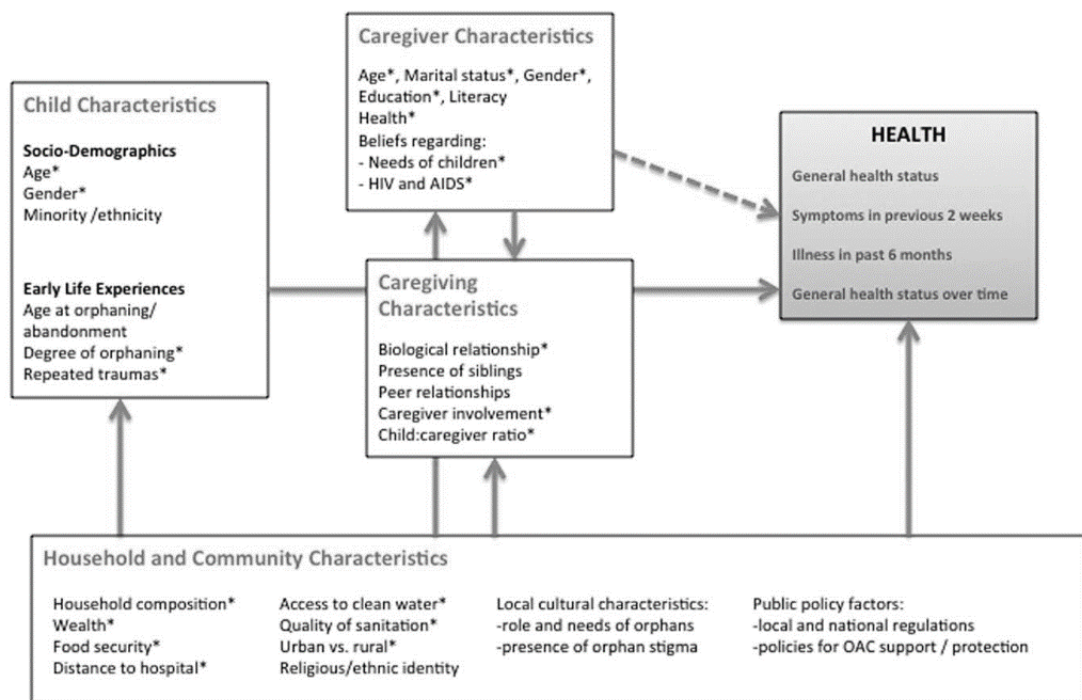 Caregiver Characteristics
Age*, Marital status*, Gender*,
Education*, Literacy
Health*
Beliefs regarding:
- Needs of children*
- HIV and AIDS*
Child Characteristics
Socio-Demographics
Age*
Gender*
Minority /ethnicity
Early Life Experiences
Age at orphaning/
abandonment
Degree of orphaning*
Repeated traumas*
HEALTH
General health status
Symptoms in previous 2 weeks
Illness in past 6 months
General health status over time
Caregiving
Characteristics
Biological relationship*
Presence of siblings
Peer relationships
Caregiver involvement*
Child:caregiver ratio*
Household and Community Characteristics
Household composition*
Wealth*
Food security*
Distance to hospital*
Access to clean water*
Quality of sanitation*
Urban vs. rural*
Religious/ethnic identity
Local cultural characteristics:
-role and needs of orphans
-presence of orphan stigma
Public policy factors:
-local and national regulations
-policies for OAC support / protection